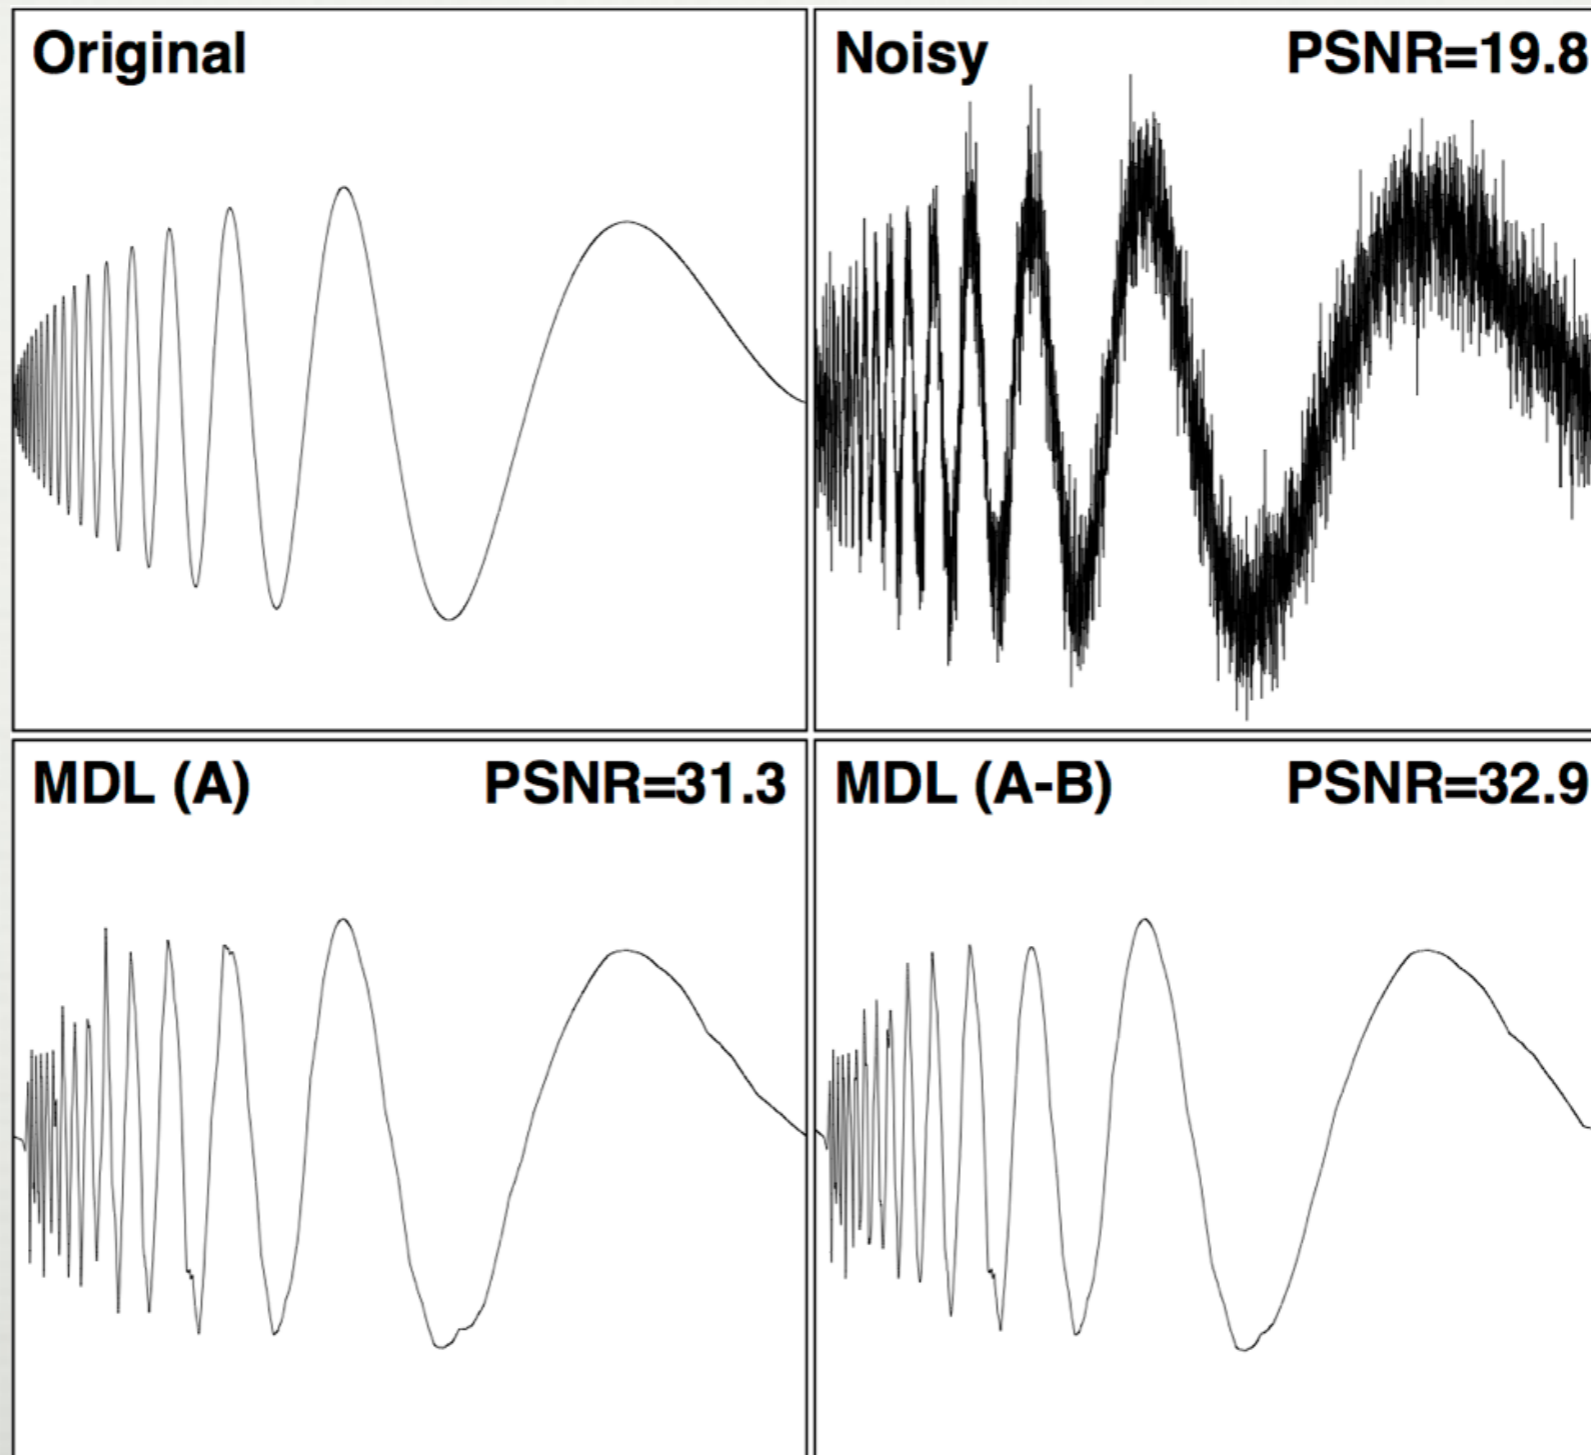 Original
Noisy PSNR=19.8
MDL (A) PSNR=31.3
MDL (A-B) PSNR=32.9